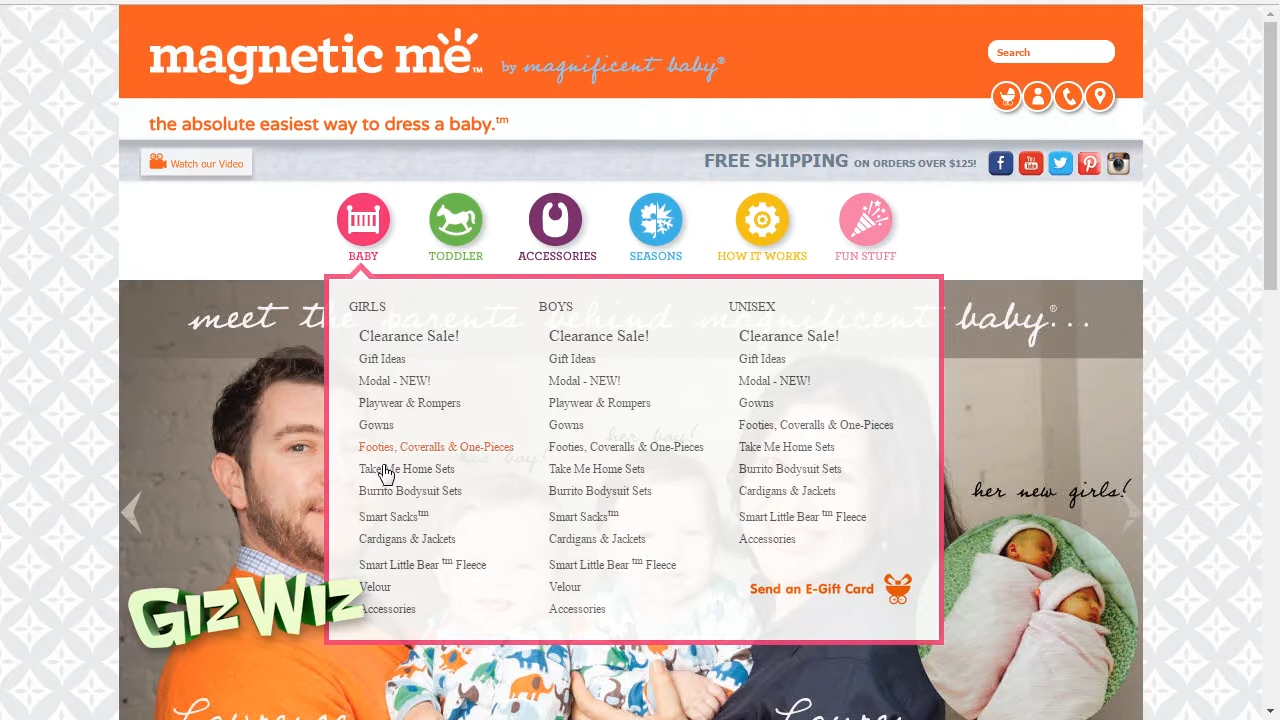 magnetic me™ by magnificent baby®
Search
the absolute easiest way to dress a baby.tm
Watch our Video
FREE SHIPPING ON ORDERS OVER $125!
f
You Tube
BABY
TODDLER
ACCESSORIES
SEASONS
HOW IT WORKS
FUN STUFF
meet the parents behind magnificent baby®...
GIRLS
Clearance Sale!
Gift Ideas
Modal - NEW!
Playwear & Rompers
Gowns
Footies, Coveralls & One-Pieces
Take Me Home Sets
Burrito Bodysuit Sets
Smart Sackstm
Cardigans & Jackets
Smart Little Bear tm Fleece
Velour
Accessories
BOYS
Clearance Sale!
Gift Ideas
Modal - NEW!
Playwear & Rompers
Gowns
Footies, Coveralls & One-Pieces
Take Me Home Sets
Burrito Bodysuit Sets
Smart Sackstm
Cardigans & Jackets
Smart Little Bear tm Fleece
Velour
Accessories
UNISEX
Clearance Sale!
Gift Ideas
Modal - NEW!
Gowns
Footies, Coveralls & One-Pieces
Take Me Home Sets
Burrito Bodysuit Sets
Cardigans & Jackets
Smart Little Bear tm Fleece
Accessories
Send an E-Gift Card
her boy!
his boy!
her new girls!
GIZWIZ